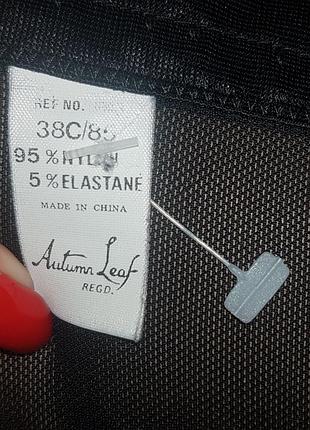 REF NO.
38C/85
95% NYLON
5% ELASTANE
MADE IN CHINA
Autumn Leaf
REGD.